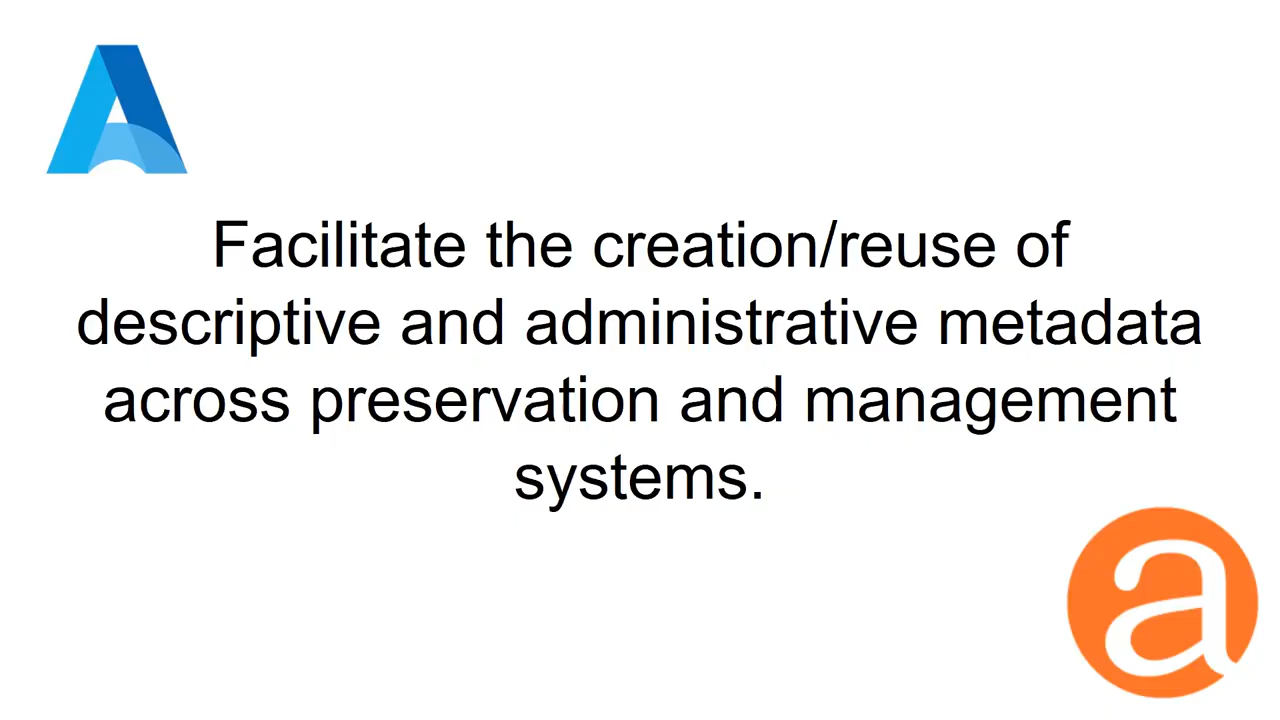 Facilitate the creation/reuse of
descriptive and administrative metadata
across preservation and management
systems.
a